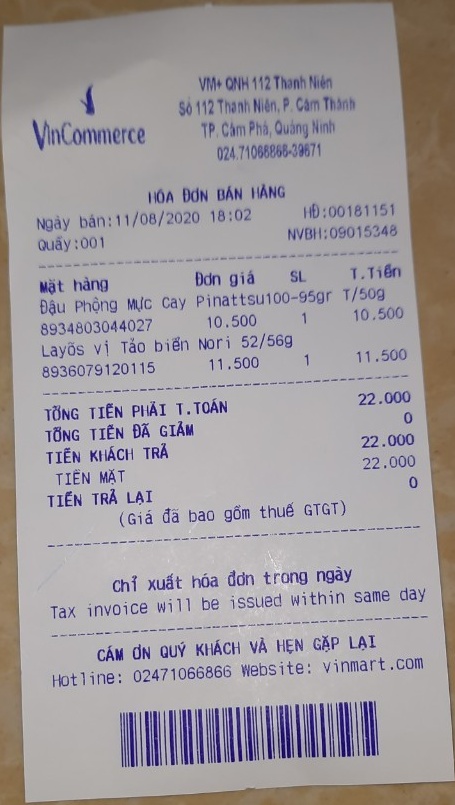 VinCommerce
VM+ QNH 112 Thanh Niên
Số 112 Thanh Niên, P. Cẩm Thành
TP. Cẩm Phả, Quảng Ninh
024.71066866-39671
HÓA ĐƠN BÁN HÀNG
Ngày bán:11/08/2020 18:02 HĐ:00181151
Quầy:001 NVBH:09015348
Mặt hàng Đơn giá SL T.Tiền
Đậu Phộng Mực Cay Pinattsu100-95gr T/50g
8934803044027 10.500 1 10.500
Layös vị Tảo biển Nori 52/56g
8936079120115 11.500 1 11.500
TỔNG TIỀN PHẢI T.TOÁN 22.000
TỔNG TIỀN ĐÃ GIẢM 0
TIỀN KHÁCH TRẢ 22.000
TIỀN MẶT 22.000
TIỀN TRẢ LẠI 0
(Giá đã bao gồm thuế GTGT)
Chỉ xuất hóa đơn trong ngày
Tax invoice will be issued within same day
CÁM ƠN QUÝ KHÁCH VÀ HẸN GẶP LẠI
Hotline: 02471066866 Website: vinmart.com